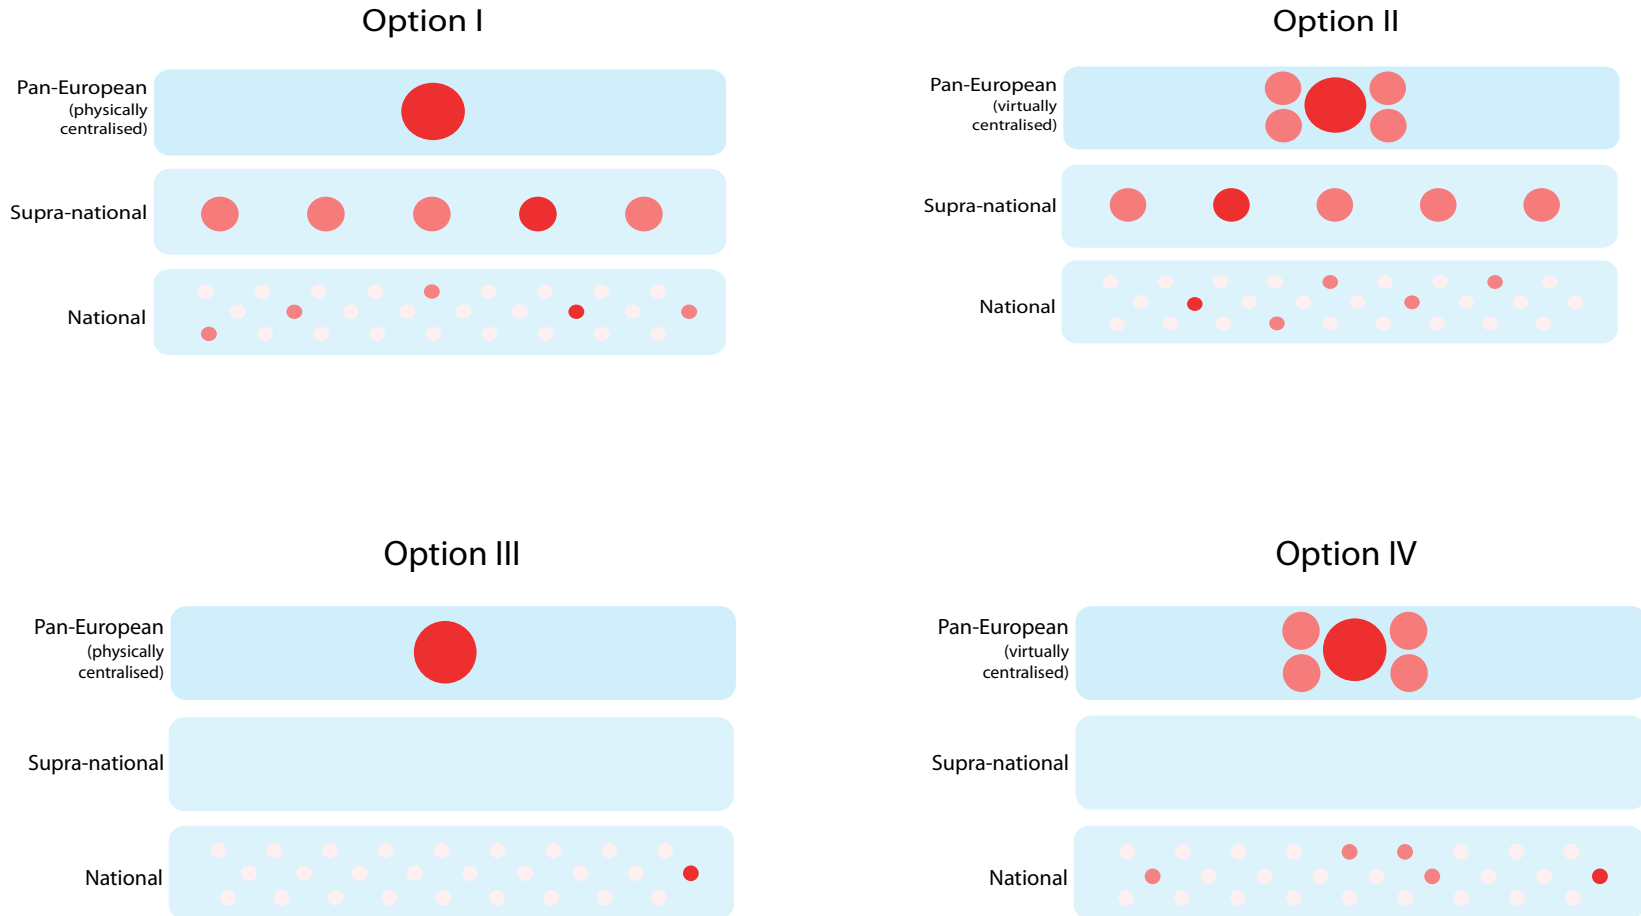 Option I
Pan-European
(physically
centralised)
Supra-national
National
Option II
Pan-European
(virtually
centralised)
Supra-national
National
Option III
Pan-European
(physically
centralised)
Supra-national
National
Option IV
Pan-European
(virtually
centralised)
Supra-national
National